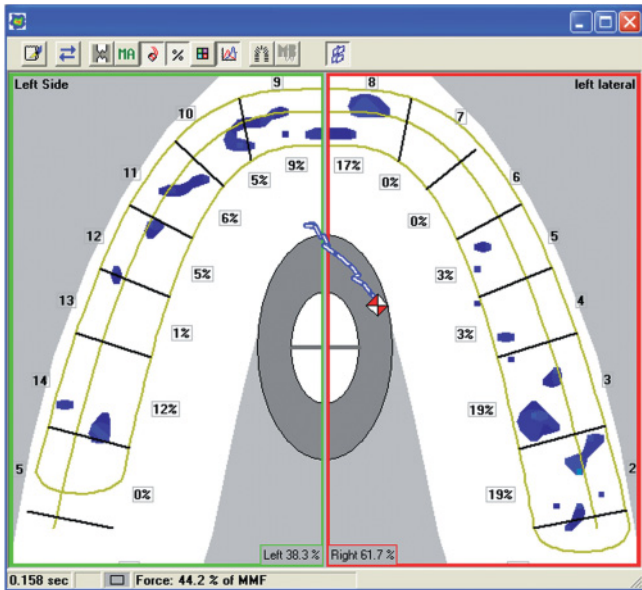 MA %
Left Side 9 8 left lateral
10 7
11 6
12 5
13 4
14 3
5 2
5% 9% 17% 0%
6% 0%
5% 3%
1% 3%
12% 19%
0% 19%
Left 38.3 % Right 61.7 %
0.158 sec Force: 44.2 % of MMF